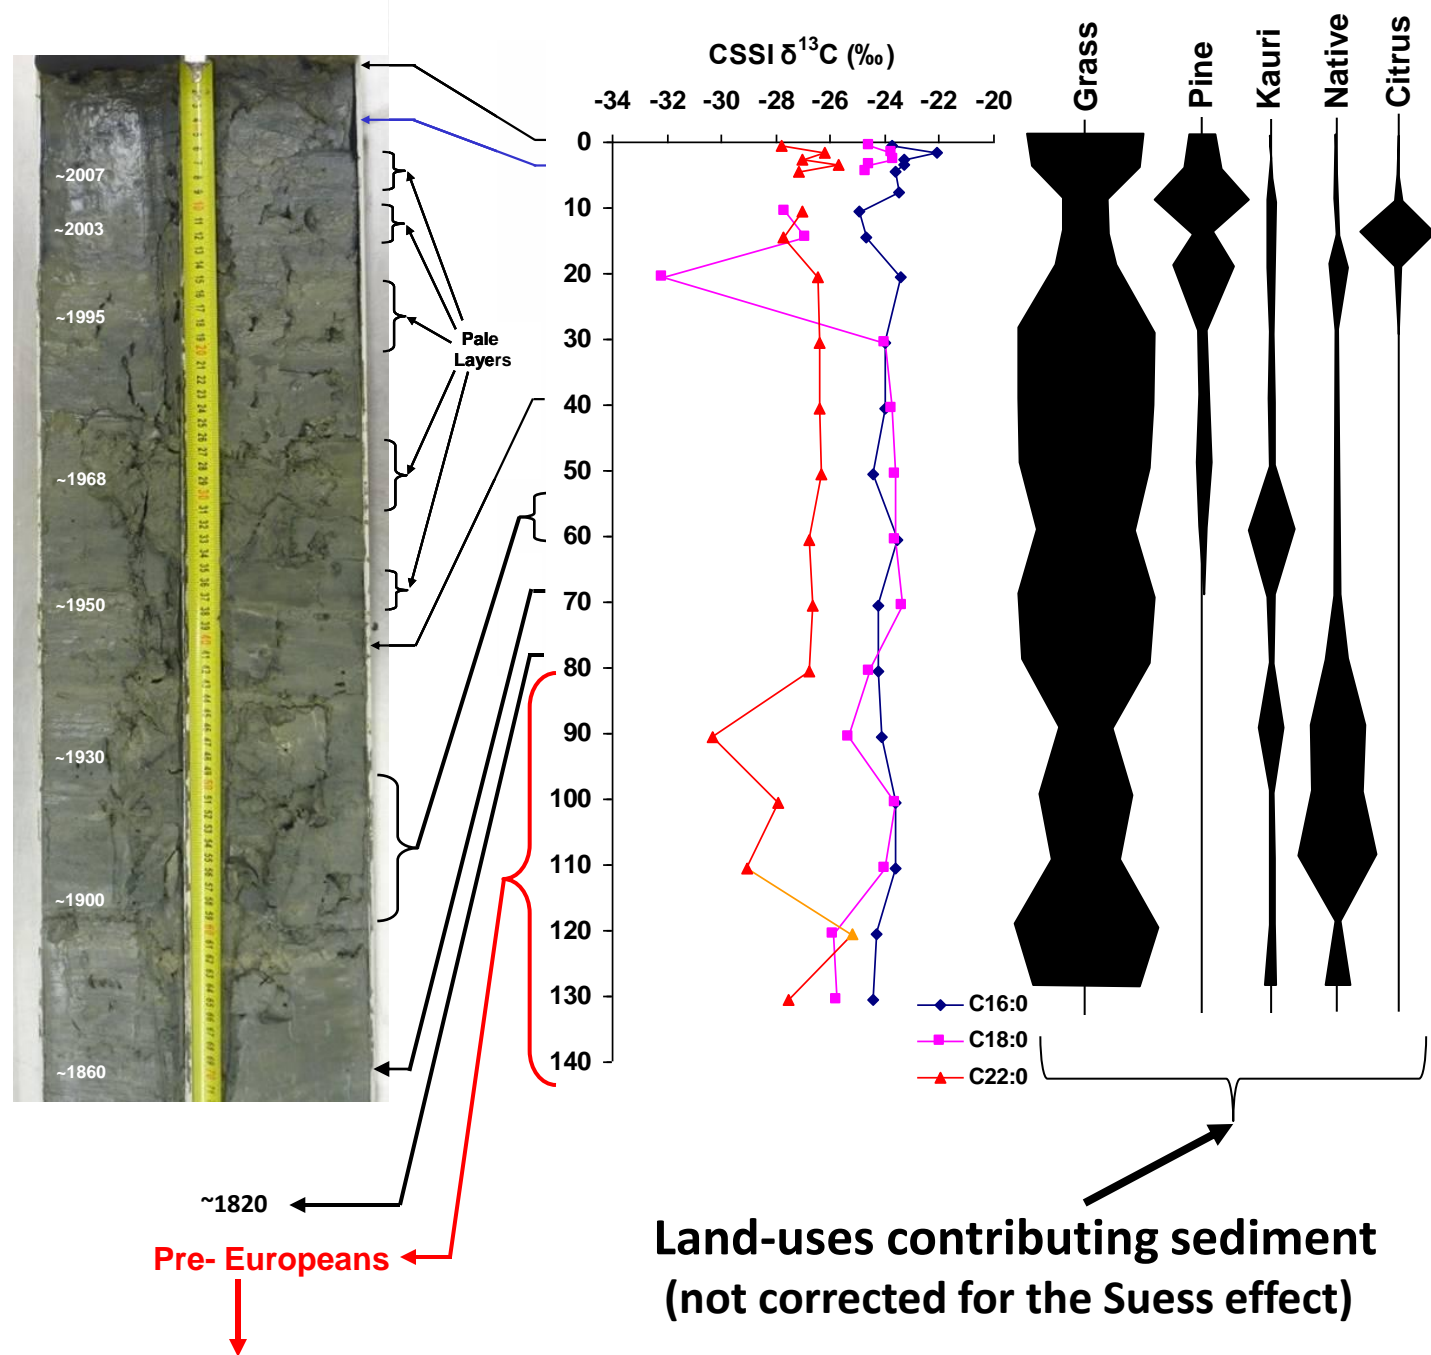 CSSI δ¹³C (‰)
-34 -32 -30 -28 -26 -24 -22 -20
Grass
Pine
Kauri
Native
Citrus
0
10
20
30
40
50
60
70
80
90
100
110
120
130
140
~2007
~2003
~1995
~1968
~1950
~1930
~1900
~1860
Pale
Layers
C16:0
C18:0
C22:0
~1820
Pre- Europeans
Land-uses contributing sediment
(not corrected for the Suess effect)